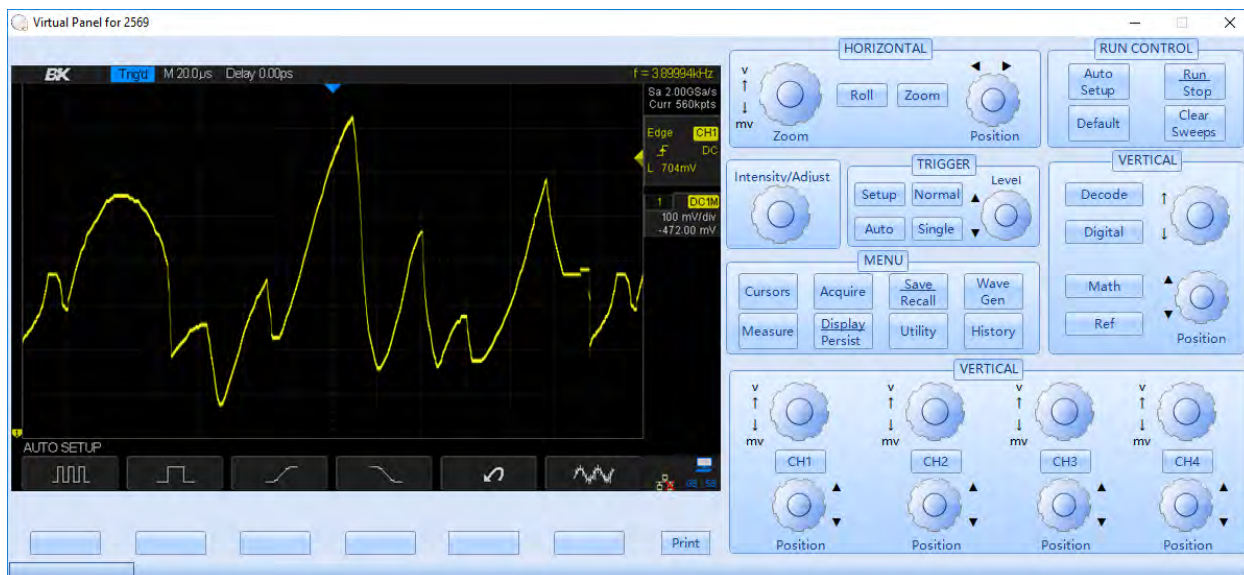 Virtual Panel for 2569
BK Trig'd M 20.0µs Delay 0.00ps f = 3.89994kHz
Sa 2.00GSa/s
Curr 560kpts
Edge CH1
DC
L 704mV
1 DC1M
100 mV/div
-472.00 mV
1
AUTO SETUP
Print
HORIZONTAL
v
mv
Zoom
Roll
Zoom
Position
RUN CONTROL
Auto Setup
Run
Stop
Default
Clear
Sweeps
Intensity/Adjust
TRIGGER
Setup
Normal
Level
Auto
Single
VERTICAL
Decode
Digital
Math
Ref
Position
MENU
Cursors
Acquire
Save
Recall
Wave
Gen
Measure
Display
Persist
Utility
History
VERTICAL
v
mv
v
mv
v
mv
v
mv
CH1
CH2
CH3
CH4
Position
Position
Position
Position